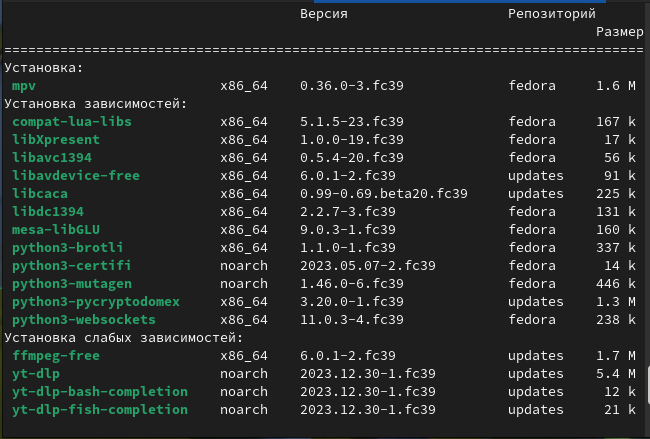 Версия Репозиторий
Размер
================================================================================
Установка:
mpv x86_64 0.36.0-3.fc39 fedora 1.6 M
Установка зависимостей:
compat-lua-libs x86_64 5.1.5-23.fc39 fedora 167 k
libXpresent x86_64 1.0.0-19.fc39 fedora 17 k
libavc1394 x86_64 0.5.4-20.fc39 fedora 56 k
libavdevice-free x86_64 6.0.1-2.fc39 updates 91 k
libcaca x86_64 0.99-0.69.beta20.fc39 updates 225 k
libdc1394 x86_64 2.2.7-3.fc39 fedora 131 k
mesa-libGLU x86_64 9.0.3-1.fc39 fedora 160 k
python3-brotli x86_64 1.1.0-1.fc39 fedora 337 k
python3-certifi noarch 2023.05.07-2.fc39 fedora 14 k
python3-mutagen noarch 1.46.0-6.fc39 fedora 446 k
python3-pycryptodomex x86_64 3.20.0-1.fc39 updates 1.3 M
python3-websockets x86_64 11.0.3-4.fc39 fedora 238 k
Установка слабых зависимостей:
ffmpeg-free x86_64 6.0.1-2.fc39 updates 1.7 M
yt-dlp noarch 2023.12.30-1.fc39 updates 5.4 M
yt-dlp-bash-completion noarch 2023.12.30-1.fc39 updates 12 k
yt-dlp-fish-completion noarch 2023.12.30-1.fc39 updates 21 k